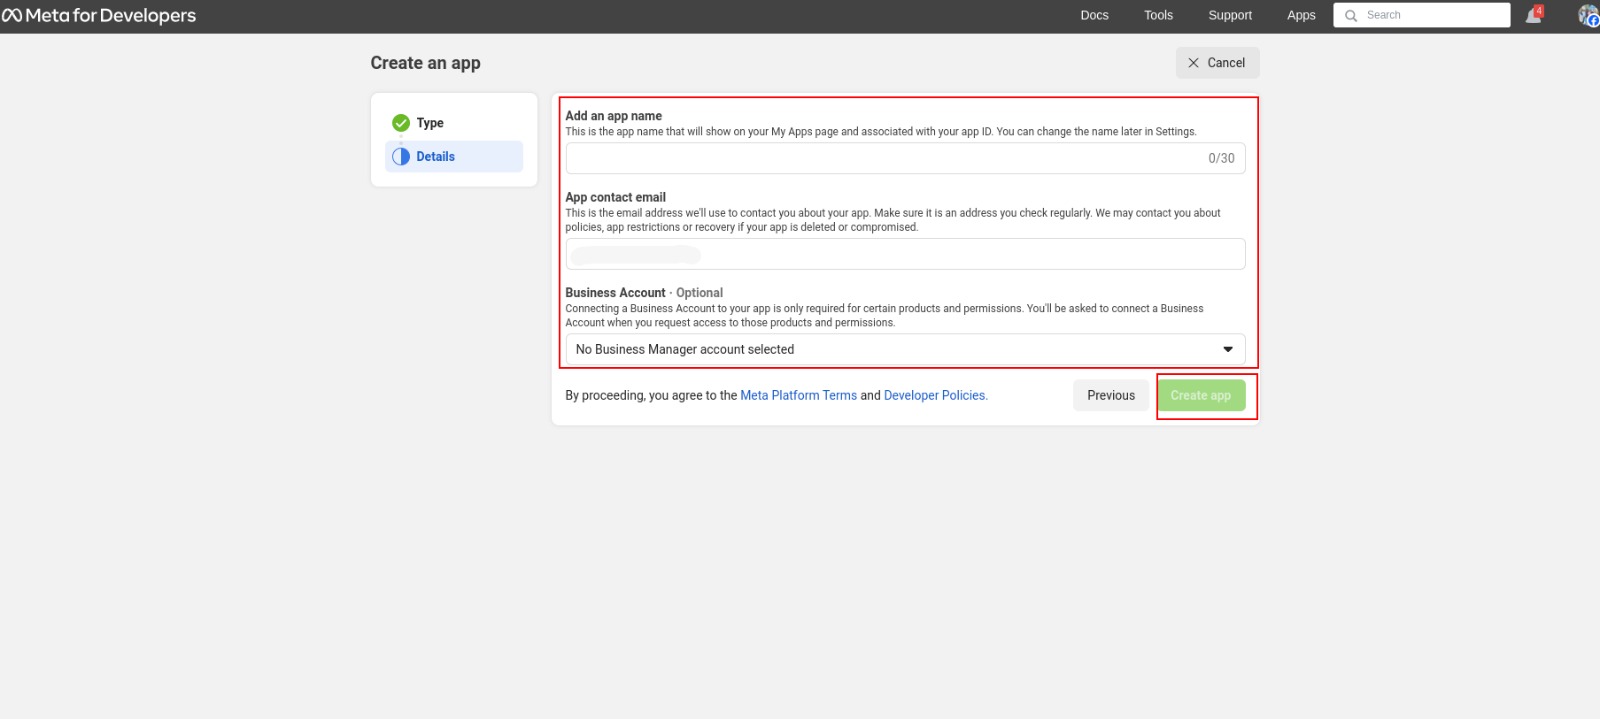 Meta for Developers
Docs Tools Support Apps Search 4
Create an app
Cancel
Type
Details
Add an app name
This is the app name that will show on your My Apps page and associated with your app ID. You can change the name later in Settings.
0/30
App contact email
This is the email address we'll use to contact you about your app. Make sure it is an address you check regularly. We may contact you about
policies, app restrictions or recovery if your app is deleted or compromised.
Business Account · Optional
Connecting a Business Account to your app is only required for certain products and permissions. You'll be asked to connect a Business
Account when you request access to those products and permissions.
No Business Manager account selected
By proceeding, you agree to the Meta Platform Terms and Developer Policies.
Previous
Create app